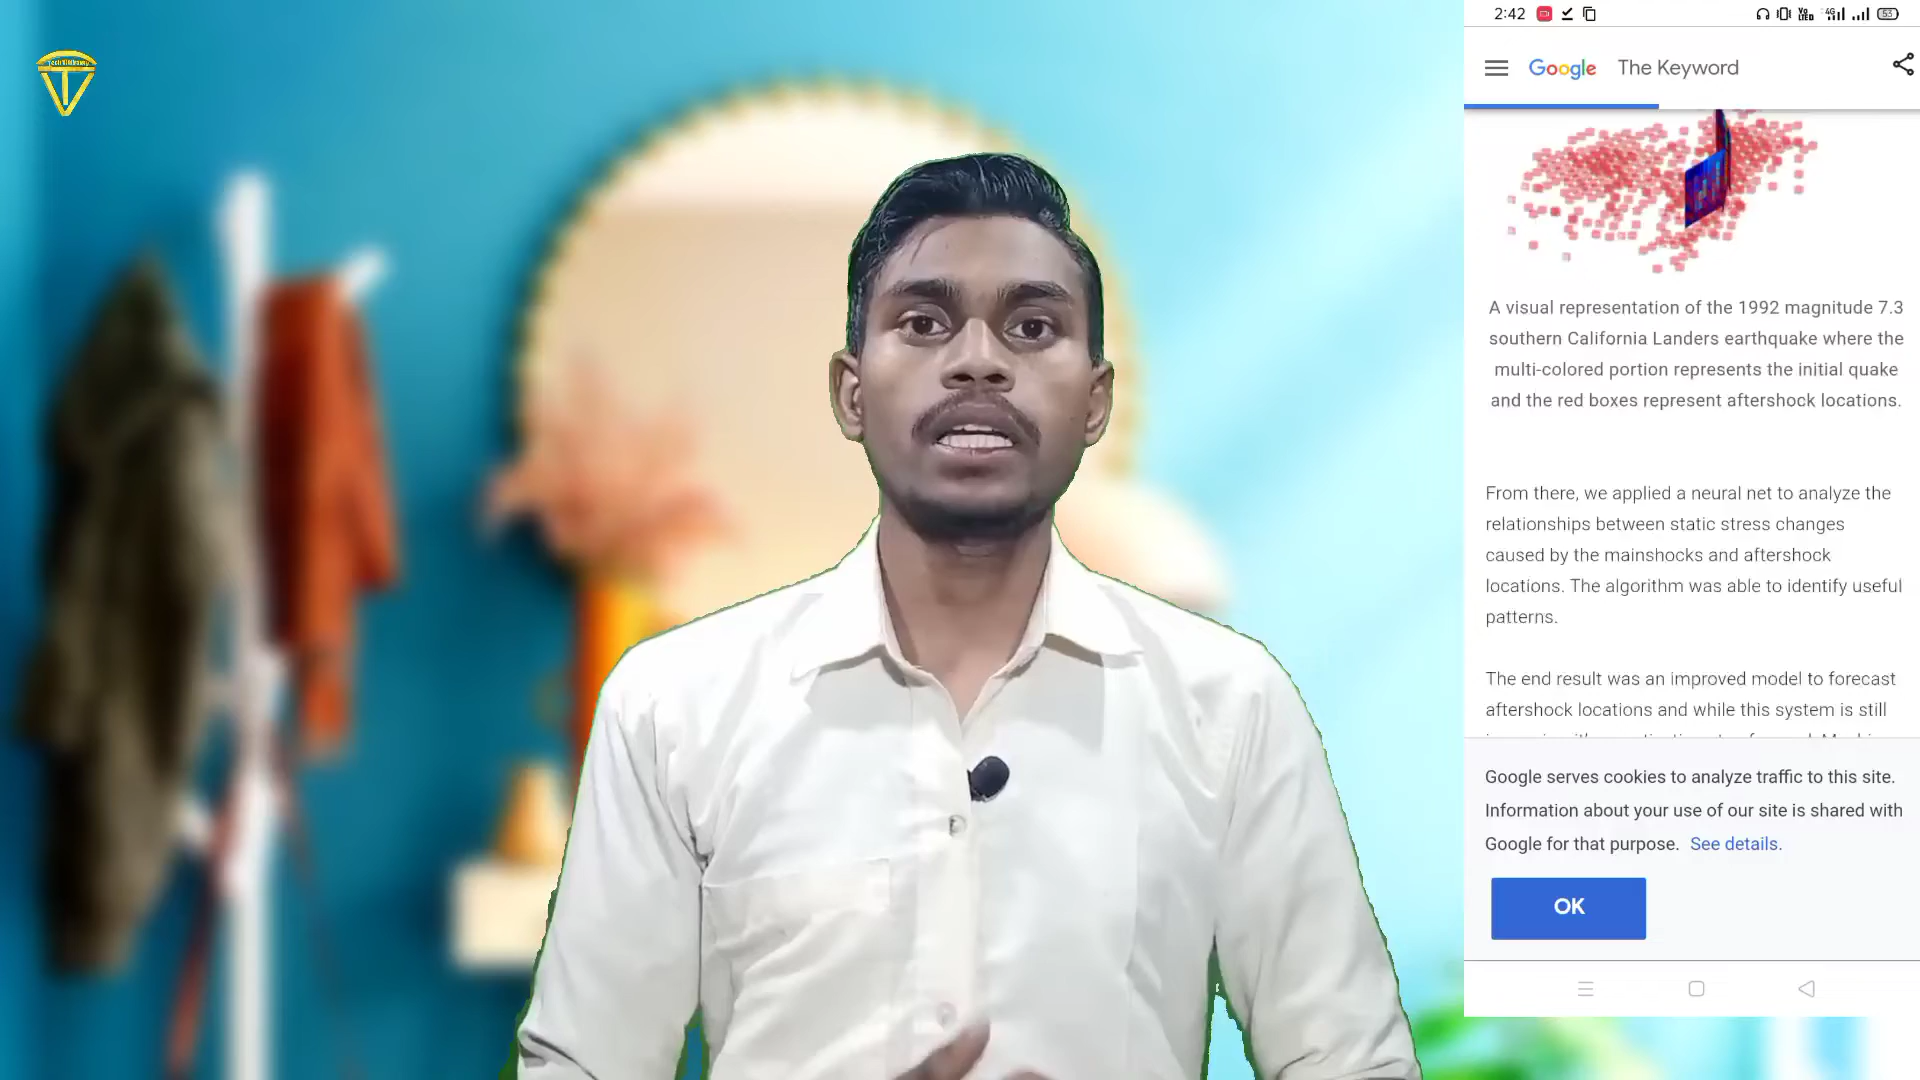 2:42
53
Google The Keyword
A visual representation of the 1992 magnitude 7.3
southern California Landers earthquake where the
multi-colored portion represents the initial quake
and the red boxes represent aftershock locations.
From there, we applied a neural net to analyze the
relationships between static stress changes
caused by the mainshocks and aftershock
locations. The algorithm was able to identify useful
patterns.
The end result was an improved model to forecast
aftershock locations and while this system is still
Google serves cookies to analyze traffic to this site.
Information about your use of our site is shared with
Google for that purpose. See details.
OK